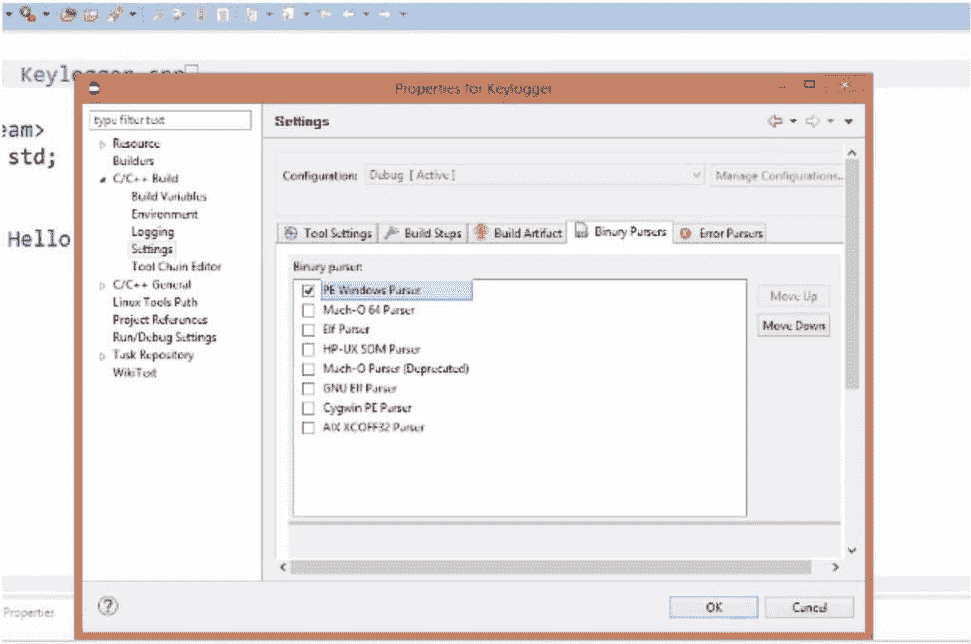 Keylogger.cpp
Properties for Keylogger
eam>
std;
Hello
type filter text
Resource
Builders
C/C++ Build
Build Variables
Environment
Logging
Settings
Tool Chain Editor
C/C++ General
Linux Tools Path
Project References
Run/Debug Settings
Task Repository
WikiText
Settings
Configuration: Debug [ Active ] Manage Configurations..
Tool Settings Build Steps Build Artifact Binary Parsers Error Parsers
Binary parser:
PE Windows Parser
Mach-O 64 Parser
Elf Parser
HP-UX SOM Parser
Mach-O Parser (Deprecated)
GNU Elf Parser
Cygwin PE Parser
AIX XCOFF32 Parser
Move Up
Move Down
OK Cancel
Properties